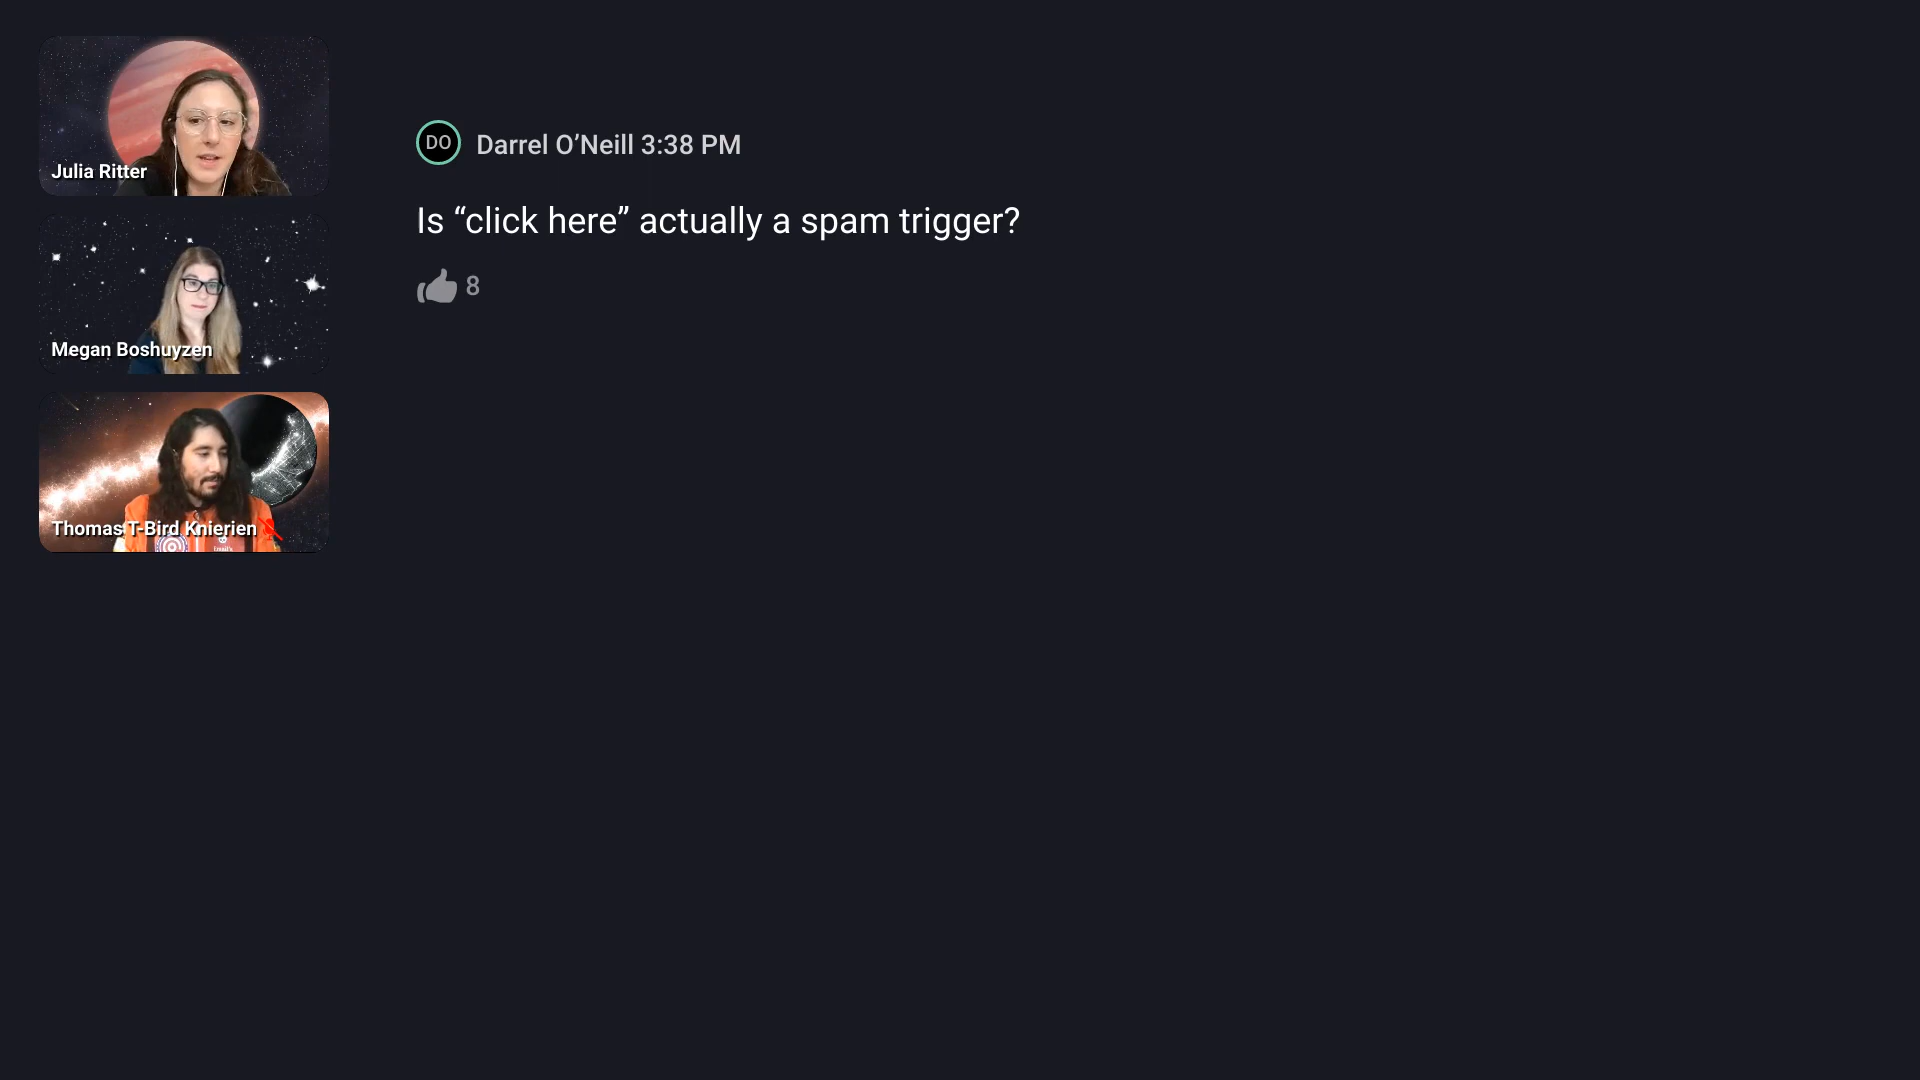 Julia Ritter
Megan Boshuyzen
Thomas T-Bird Knierien
Email's
DO
Darrel O’Neill 3:38 PM
Is “click here” actually a spam trigger?
8